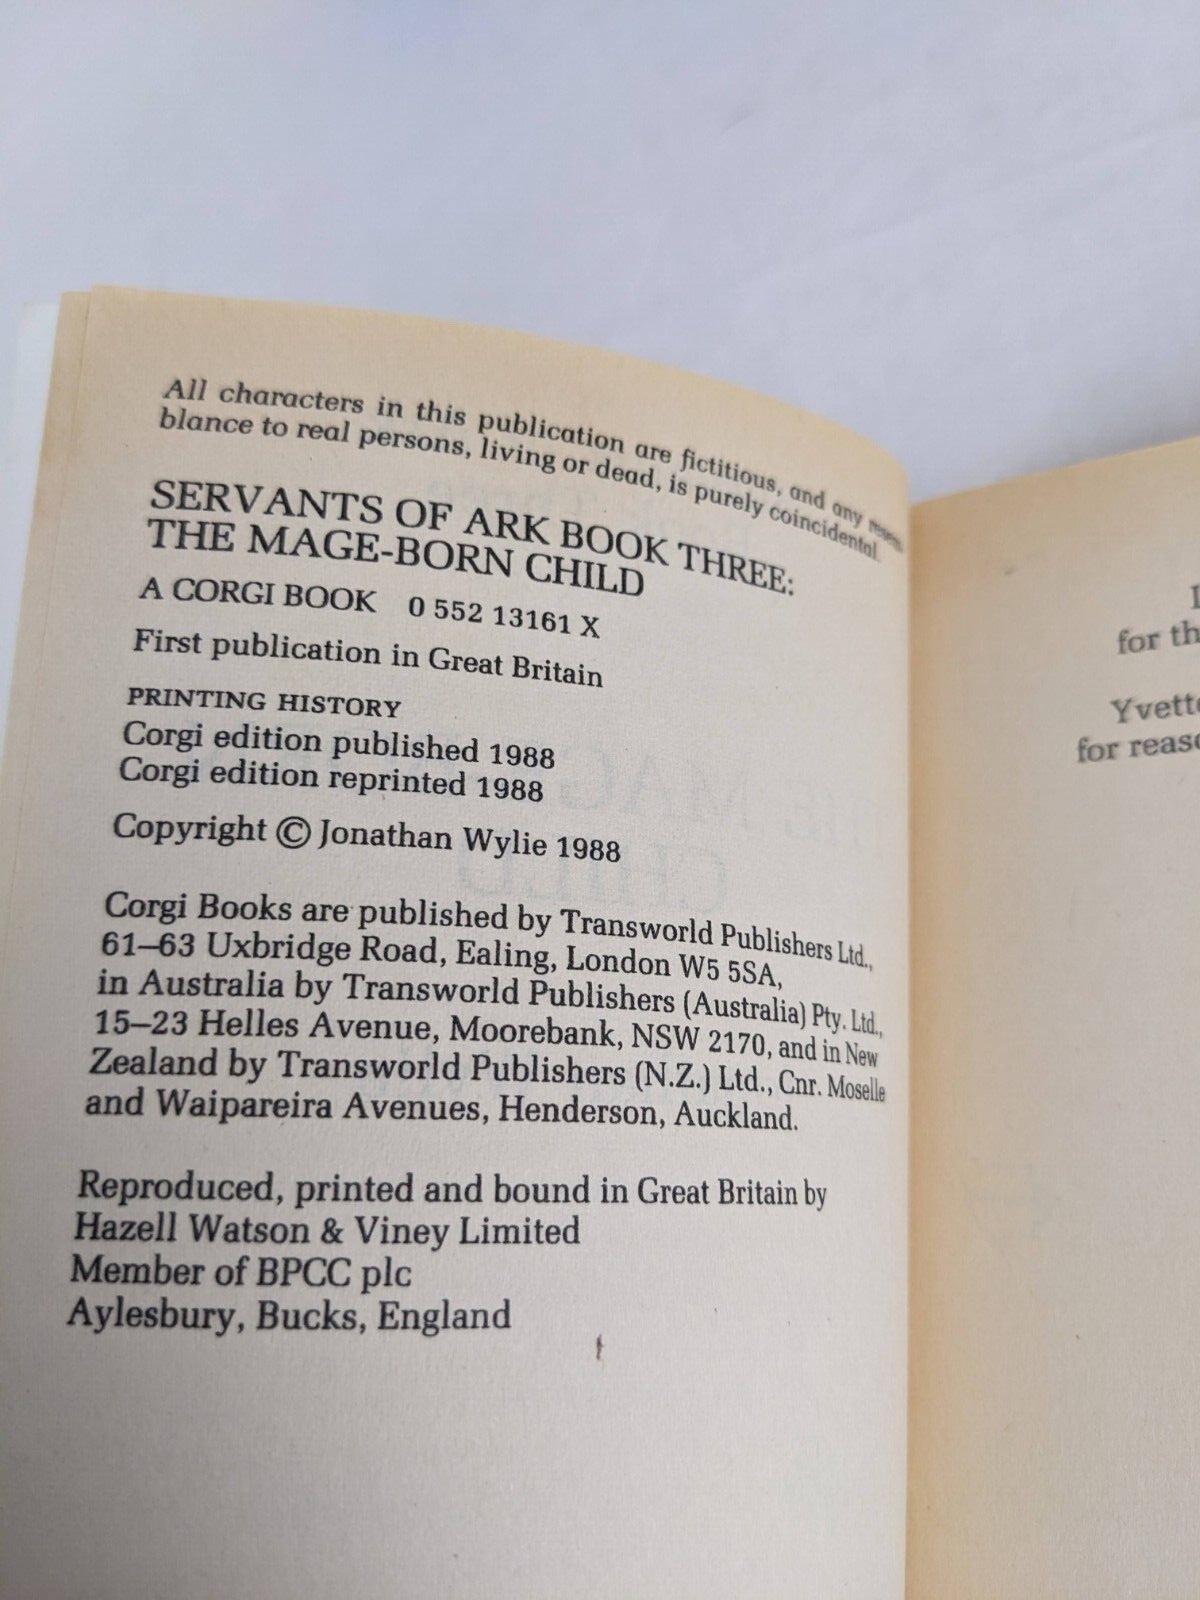 All characters in this publication are fictitious, and any resem-
blance to real persons, living or dead, is purely coincidental.
SERVANTS OF ARK BOOK THREE:
THE MAGE-BORN CHILD
A CORGI BOOK 0 552 13161 X
First publication in Great Britain
PRINTING HISTORY
Corgi edition published 1988
Corgi edition reprinted 1988
Copyright © Jonathan Wylie 1988
Corgi Books are published by Transworld Publishers Ltd.,
61–63 Uxbridge Road, Ealing, London W5 5SA,
in Australia by Transworld Publishers (Australia) Pty. Ltd.,
15–23 Helles Avenue, Moorebank, NSW 2170, and in New
Zealand by Transworld Publishers (N.Z.) Ltd., Cnr. Moselle
and Waipareira Avenues, Henderson, Auckland.
Reproduced, printed and bound in Great Britain by
Hazell Watson & Viney Limited
Member of BPCC plc
Aylesbury, Bucks, England
for th
Yvette
for reaso